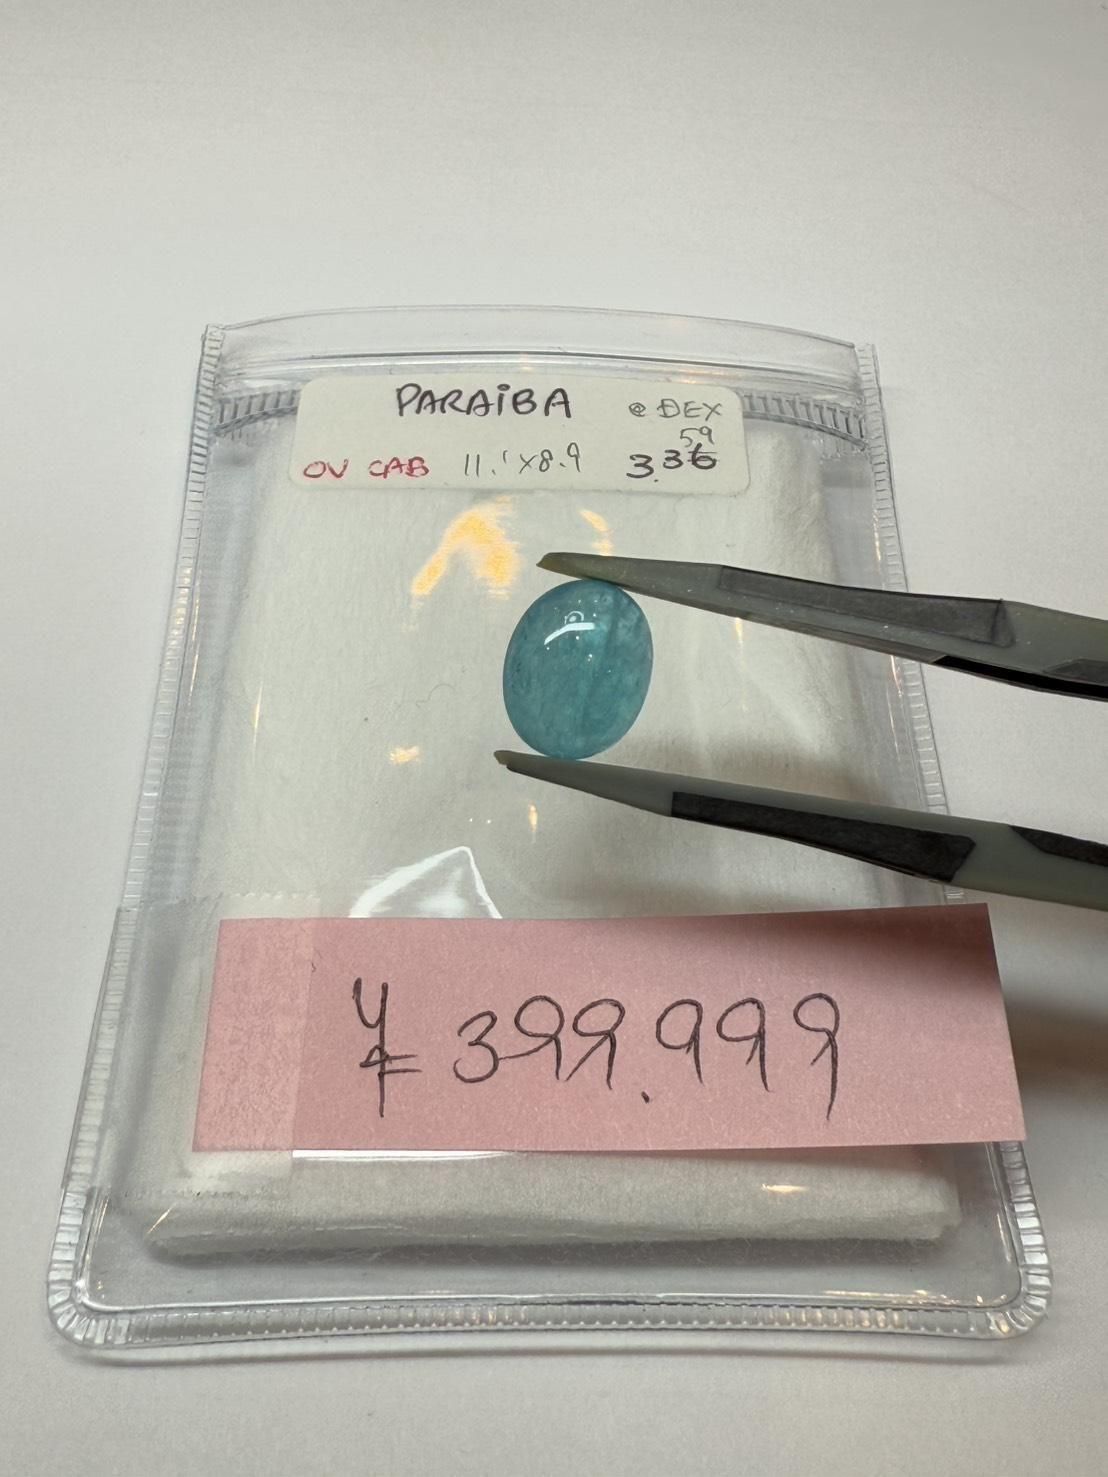 PARAiBA @ DEX
59
OV CAB 11.1x8.9 3.36
¥399.999